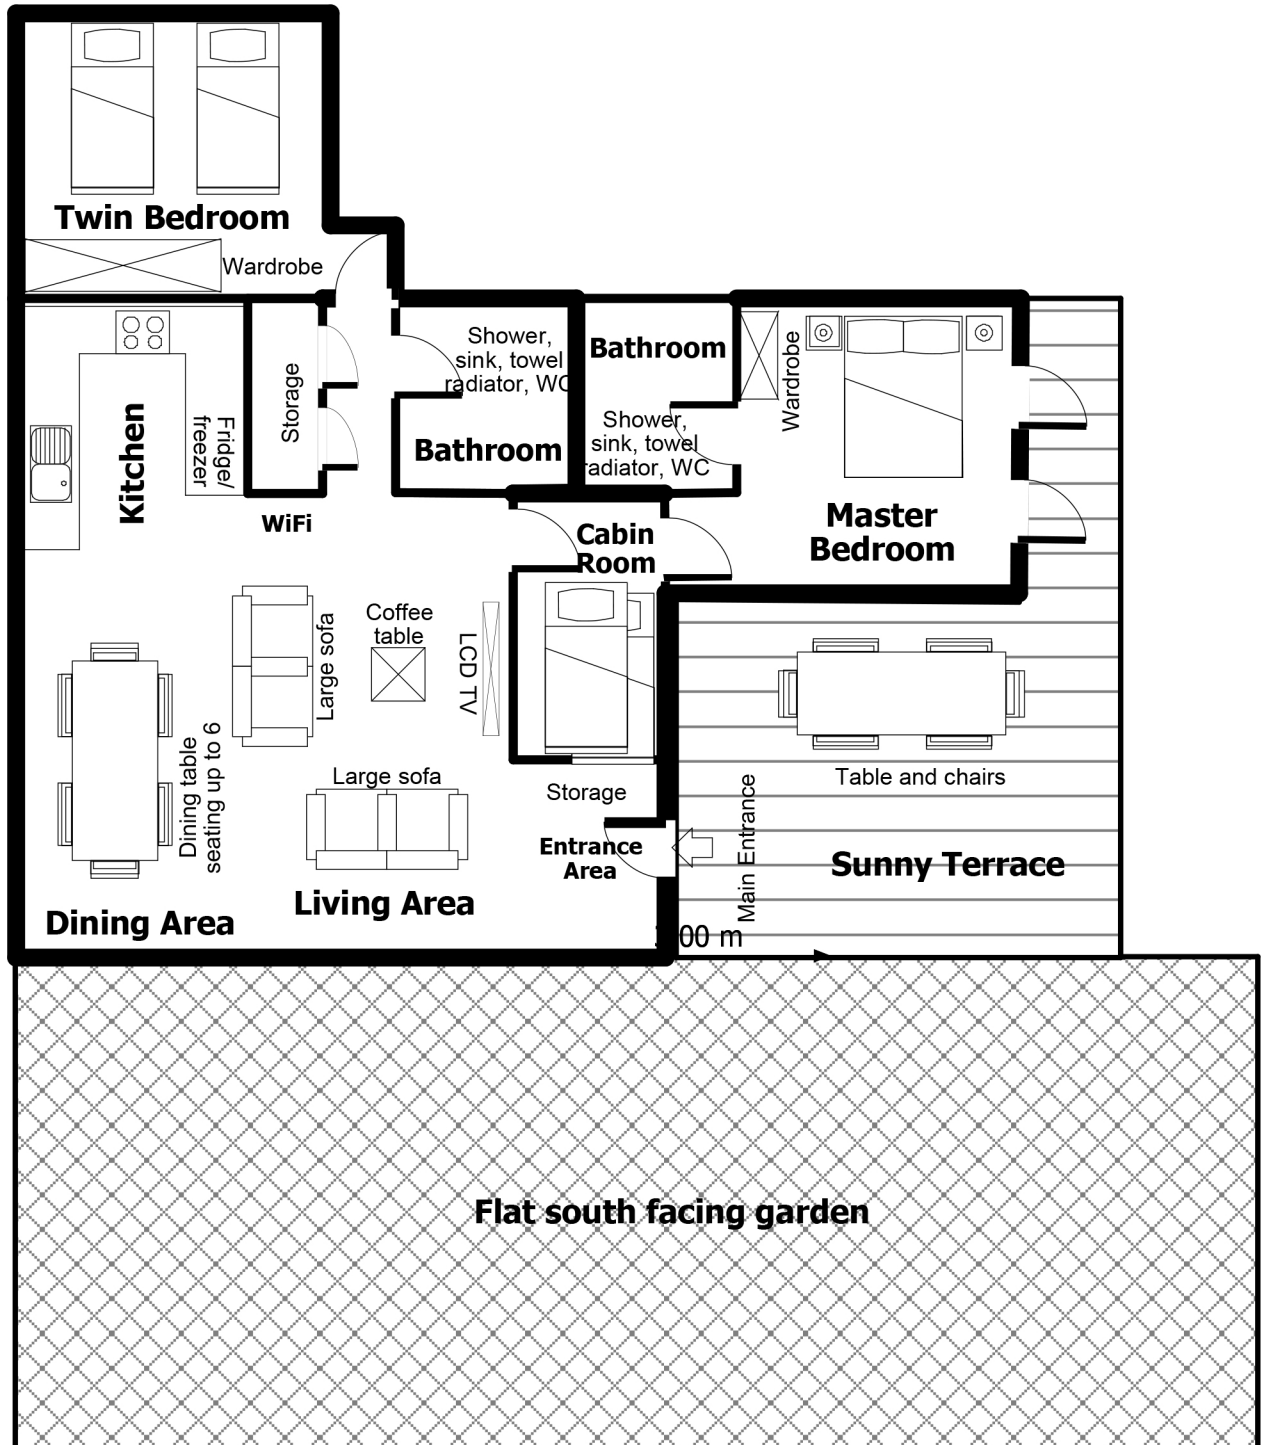 Twin Bedroom
Wardrobe
Kitchen
Fridge/
freezer
Storage
WiFi
Shower,
sink, towel
radiator, WC
Bathroom
Bathroom
Shower,
sink, towel
radiator, WC
Wardrobe
Master
Bedroom
Cabin
Room
Large sofa
Coffee
table
LCD TV
Dining table
seating up to 6
Large sofa
Storage
Entrance
Area
Main Entrance
Table and chairs
Sunny Terrace
Living Area
Dining Area
00 m
Flat south facing garden